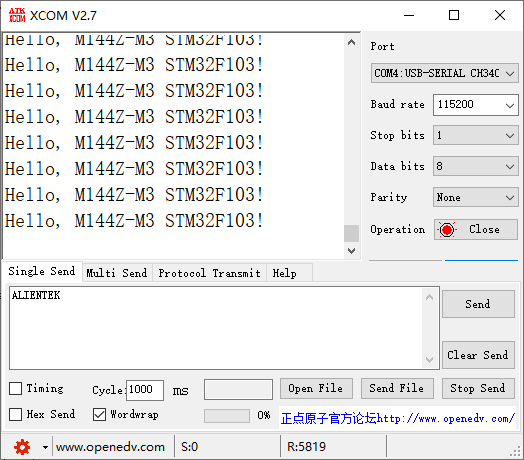 ATK
XCOM
XCOM V2.7
Hello, M144Z-M3 STM32F103!
Hello, M144Z-M3 STM32F103!
Hello, M144Z-M3 STM32F103!
Hello, M144Z-M3 STM32F103!
Hello, M144Z-M3 STM32F103!
Hello, M144Z-M3 STM32F103!
Hello, M144Z-M3 STM32F103!
Hello, M144Z-M3 STM32F103!
Port
COM4:USB-SERIAL CH340
Baud rate 115200
Stop bits 1
Data bits 8
Parity None
Operation Close
Single Send Multi Send Protocol Transmit Help
ALIENTEK
Send
Clear Send
Timing Cycle: 1000 ms Open File Send File Stop Send
Hex Send Wordwrap 0% 正点原子官方论坛http://www.openedv.com/
www.openedv.com S:0 R:5819